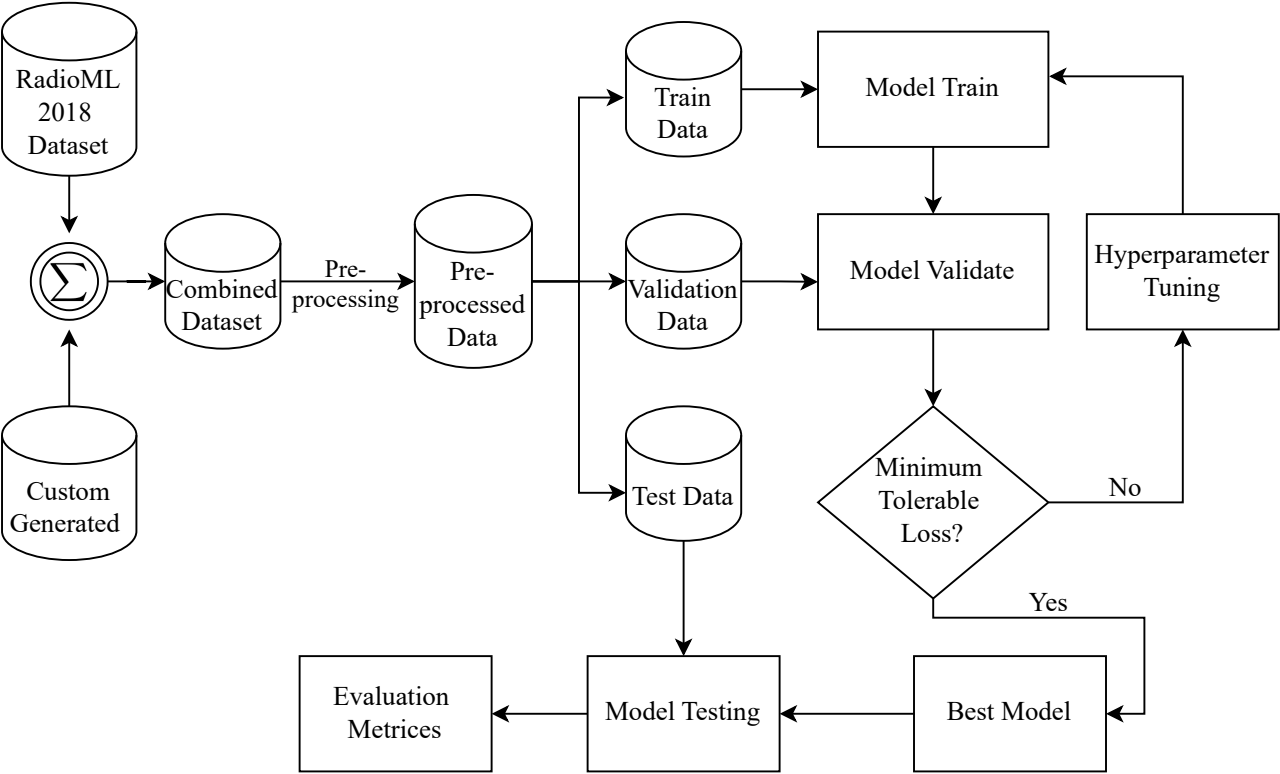 RadioML
2018
Dataset
∑
Custom
Generated
Combined
Dataset
Pre-
processing
Pre-
processed
Data
Train
Data
Validation
Data
Test Data
Model Train
Model Validate
Hyperparameter
Tuning
Minimum
Tolerable
Loss?
No
Yes
Best Model
Model Testing
Evaluation
Metrices